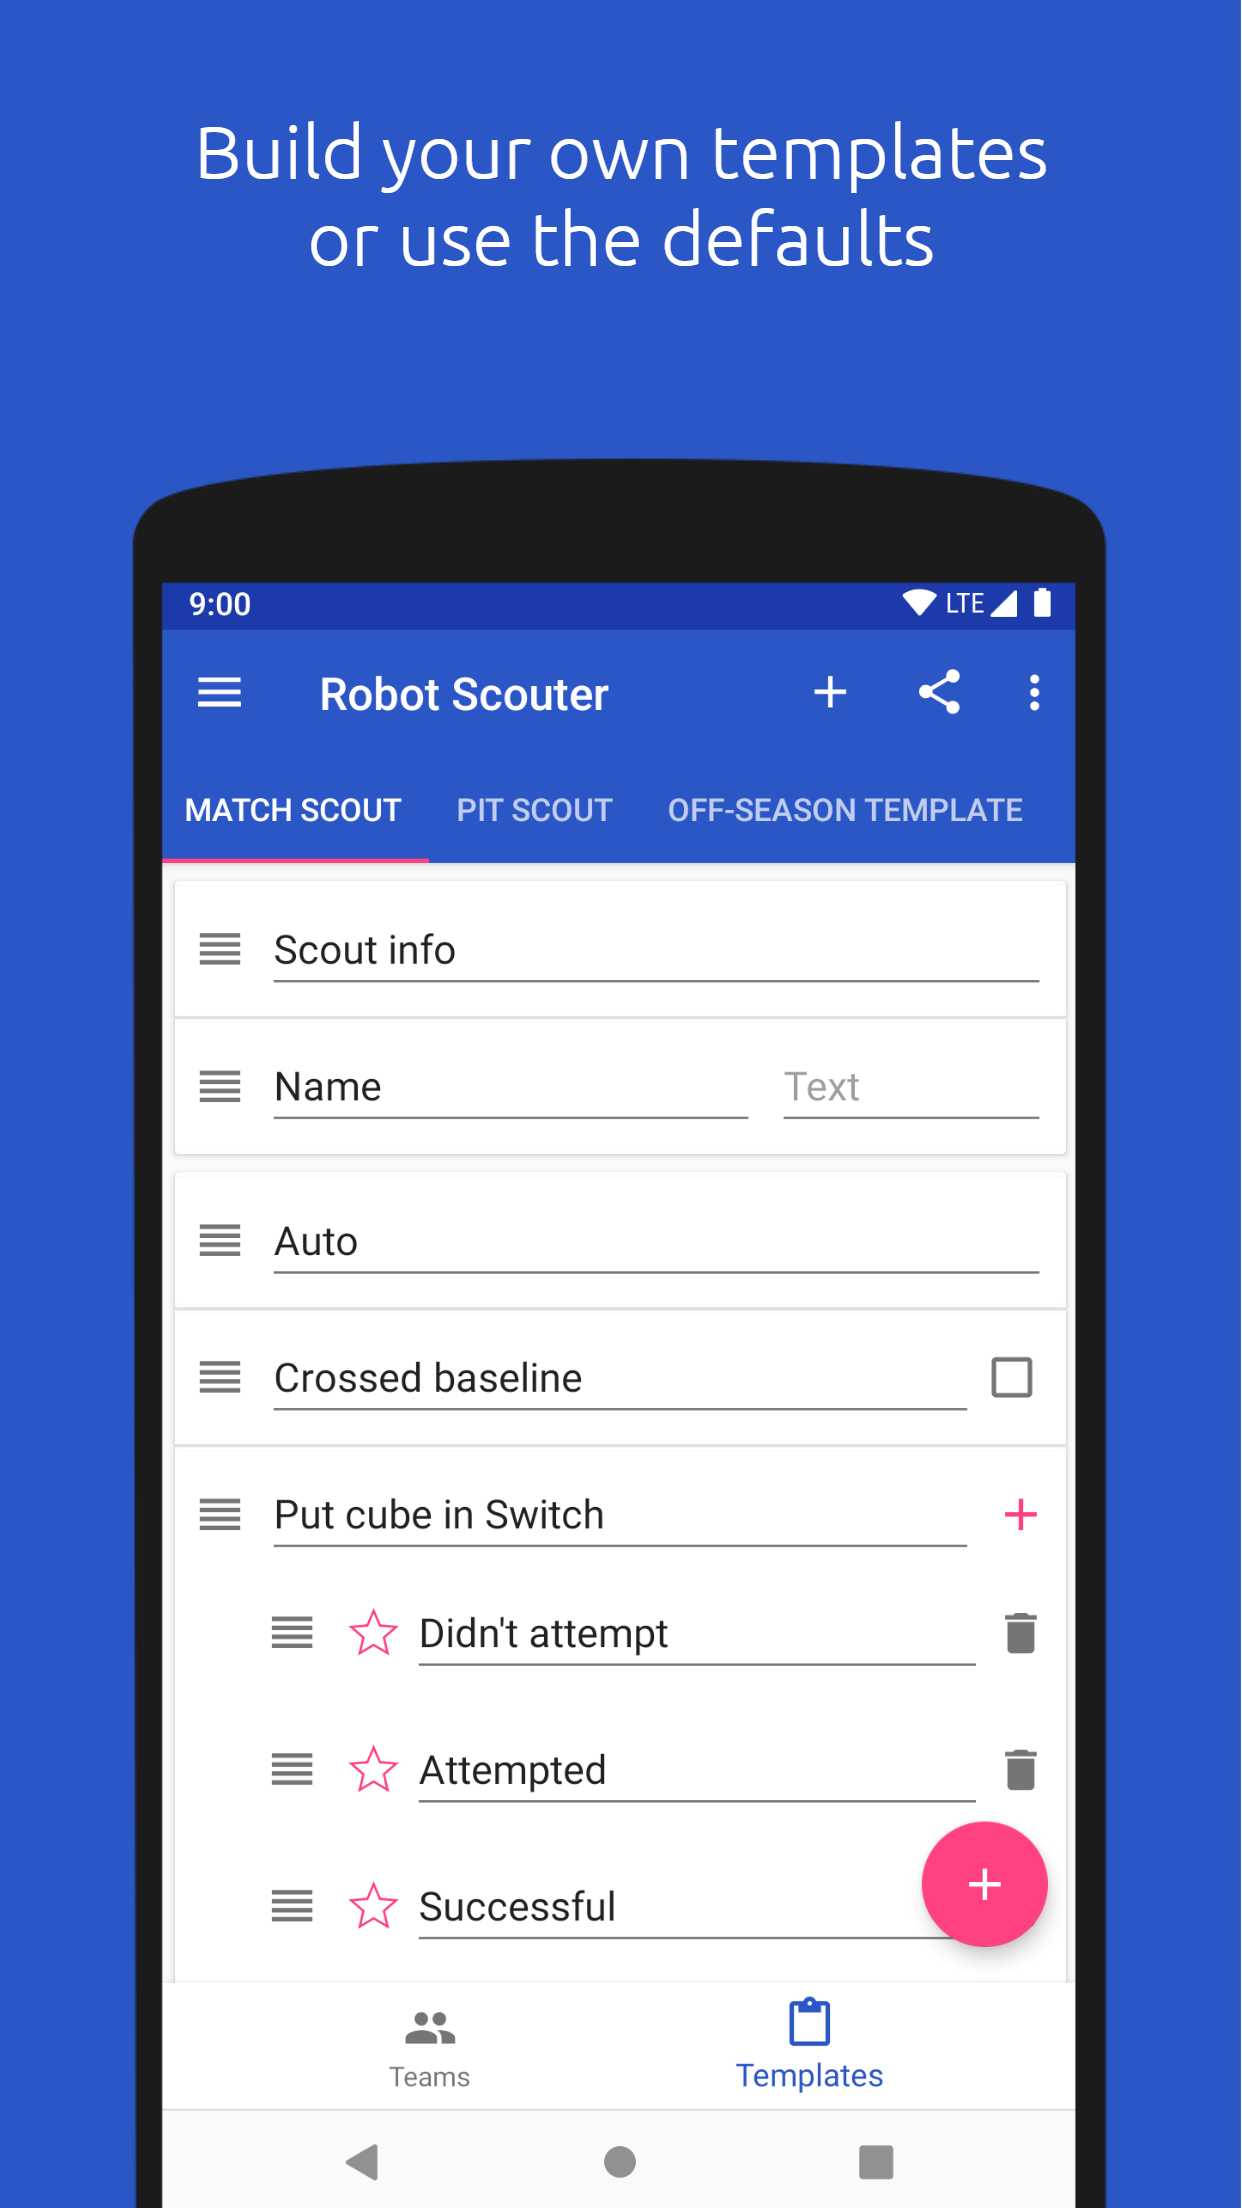 Build your own templates
or use the defaults
9:00 LTE
Robot Scouter
MATCH SCOUT PIT SCOUT OFF-SEASON TEMPLATE
Scout info
Name Text
Auto
Crossed baseline
Put cube in Switch
Didn't attempt
Attempted
Successful
Teams Templates